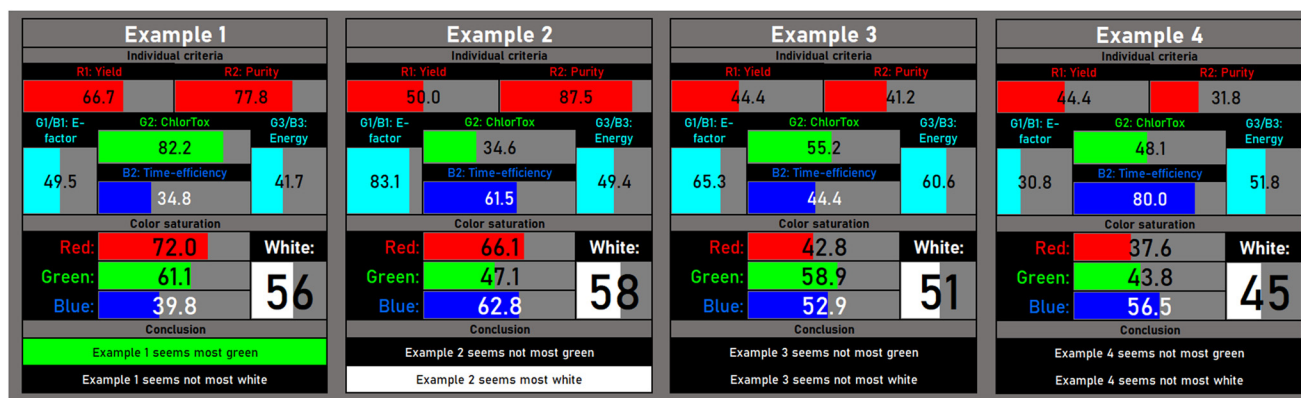 Example 1
Individual criteria
R1: Yield R2: Purity
66.7 77.8
G1/B1: E-factor G2: ChlorTox G3/B3: Energy
82.2
49.5 B2: Time-efficiency 41.7
34.8
Color saturation
Red: 72.0 White:
Green: 61.1 56
Blue: 39.8
Conclusion
Example 1 seems most green
Example 1 seems not most white
Example 2
Individual criteria
R1: Yield R2: Purity
50.0 87.5
G1/B1: E-factor G2: ChlorTox G3/B3: Energy
34.6
83.1 B2: Time-efficiency 49.4
61.5
Color saturation
Red: 66.1 White:
Green: 47.1 58
Blue: 62.8
Conclusion
Example 2 seems not most green
Example 2 seems most white
Example 3
Individual criteria
R1: Yield R2: Purity
44.4 41.2
G1/B1: E-factor G2: ChlorTox G3/B3: Energy
55.2
65.3 B2: Time-efficiency 60.6
44.4
Color saturation
Red: 42.8 White:
Green: 58.9 51
Blue: 52.9
Conclusion
Example 3 seems not most green
Example 3 seems not most white
Example 4
Individual criteria
R1: Yield R2: Purity
44.4 31.8
G1/B1: E-factor G2: ChlorTox G3/B3: Energy
48.1
30.8 B2: Time-efficiency 51.8
80.0
Color saturation
Red: 37.6 White:
Green: 43.8 45
Blue: 56.5
Conclusion
Example 4 seems not most green
Example 4 seems not most white